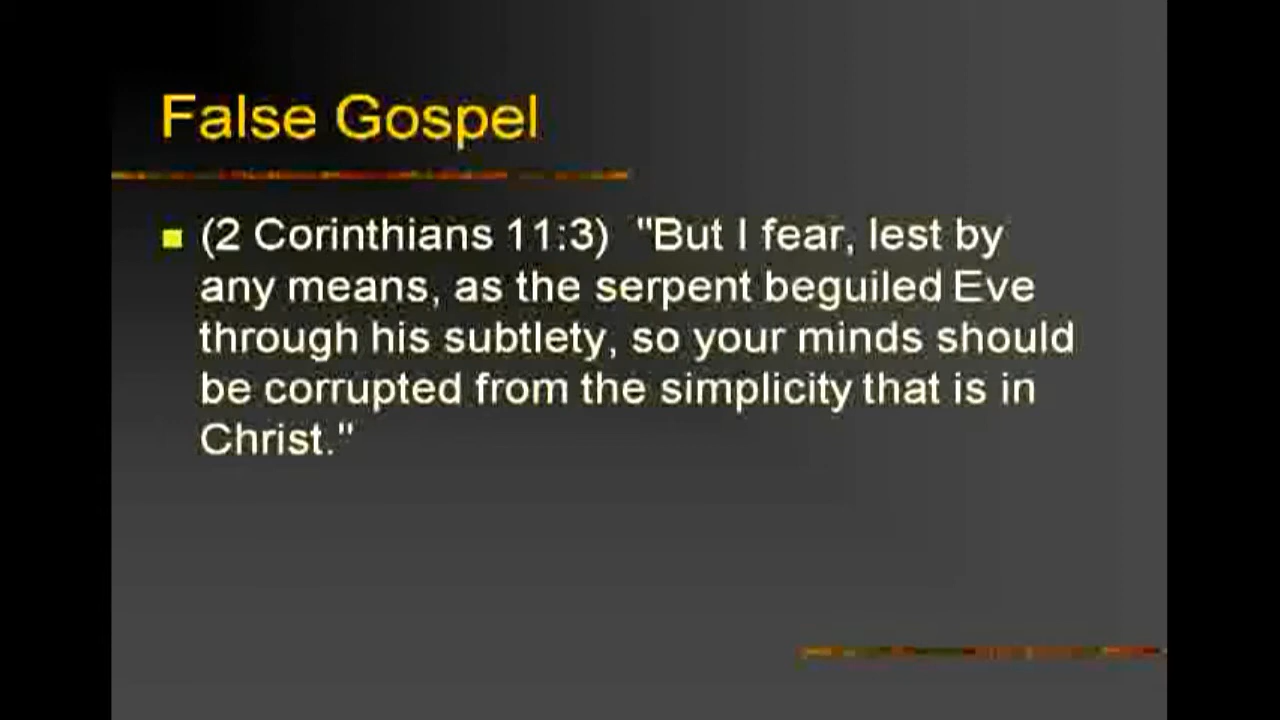 False Gospel
(2 Corinthians 11:3)  "But I fear, lest by
any means, as the serpent beguiled Eve
through his subtlety, so your minds should
be corrupted from the simplicity that is in
Christ."